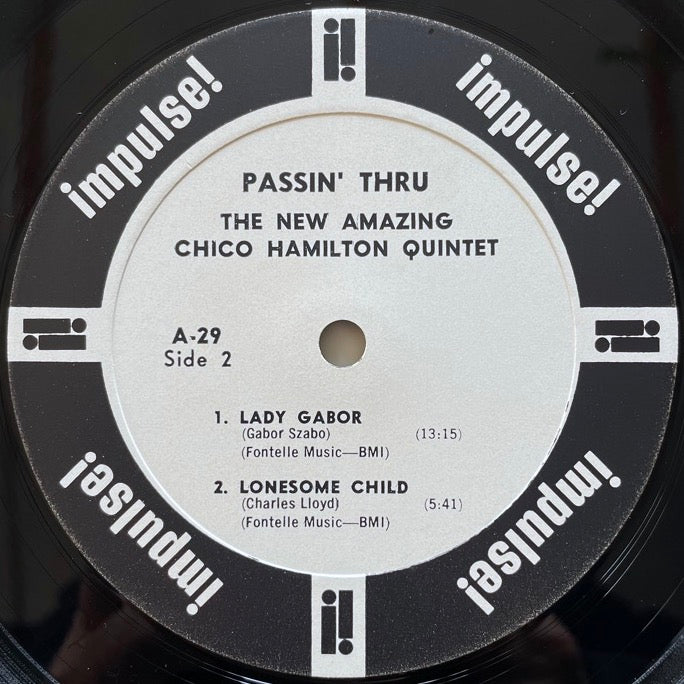 impulse!
impulse!
PASSIN' THRU
THE NEW AMAZING
CHICO HAMILTON QUINTET
A-29
Side 2
1. LADY GABOR
(Gabor Szabo) (13:15)
(Fontelle Music—BMI)
2. LONESOME CHILD
(Charles Lloyd) (5:41)
(Fontelle Music—BMI)
impulse!
impulse!